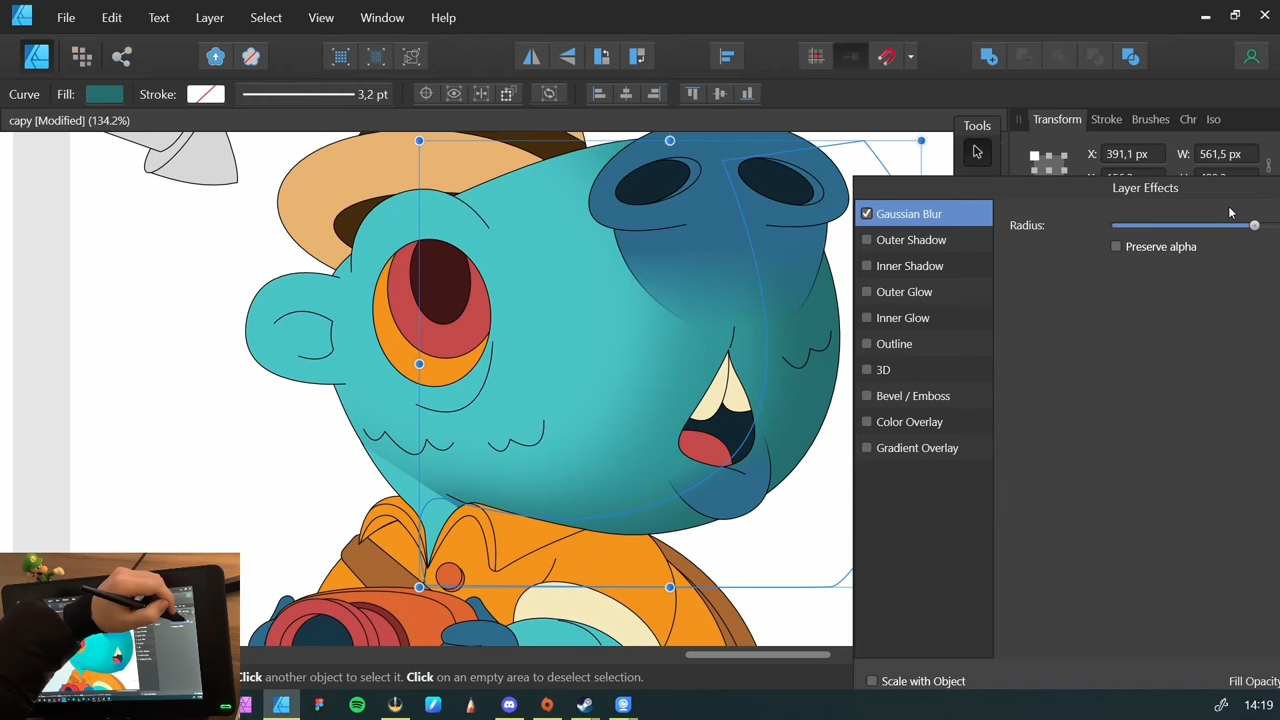 File Edit Text Layer Select View Window Help
Curve Fill: Stroke: 3,2 pt
capy [Modified] (134.2%)
Tools
Transform Stroke Brushes Chr Iso
X: 391,1 px W: 561,5 px
Layer Effects
Gaussian Blur
Radius:
Preserve alpha
Outer Shadow
Inner Shadow
Outer Glow
Inner Glow
Outline
3D
Bevel / Emboss
Color Overlay
Gradient Overlay
Click another object to select it. Click on an empty area to deselect selection.
Scale with Object Fill Opacity
14:19